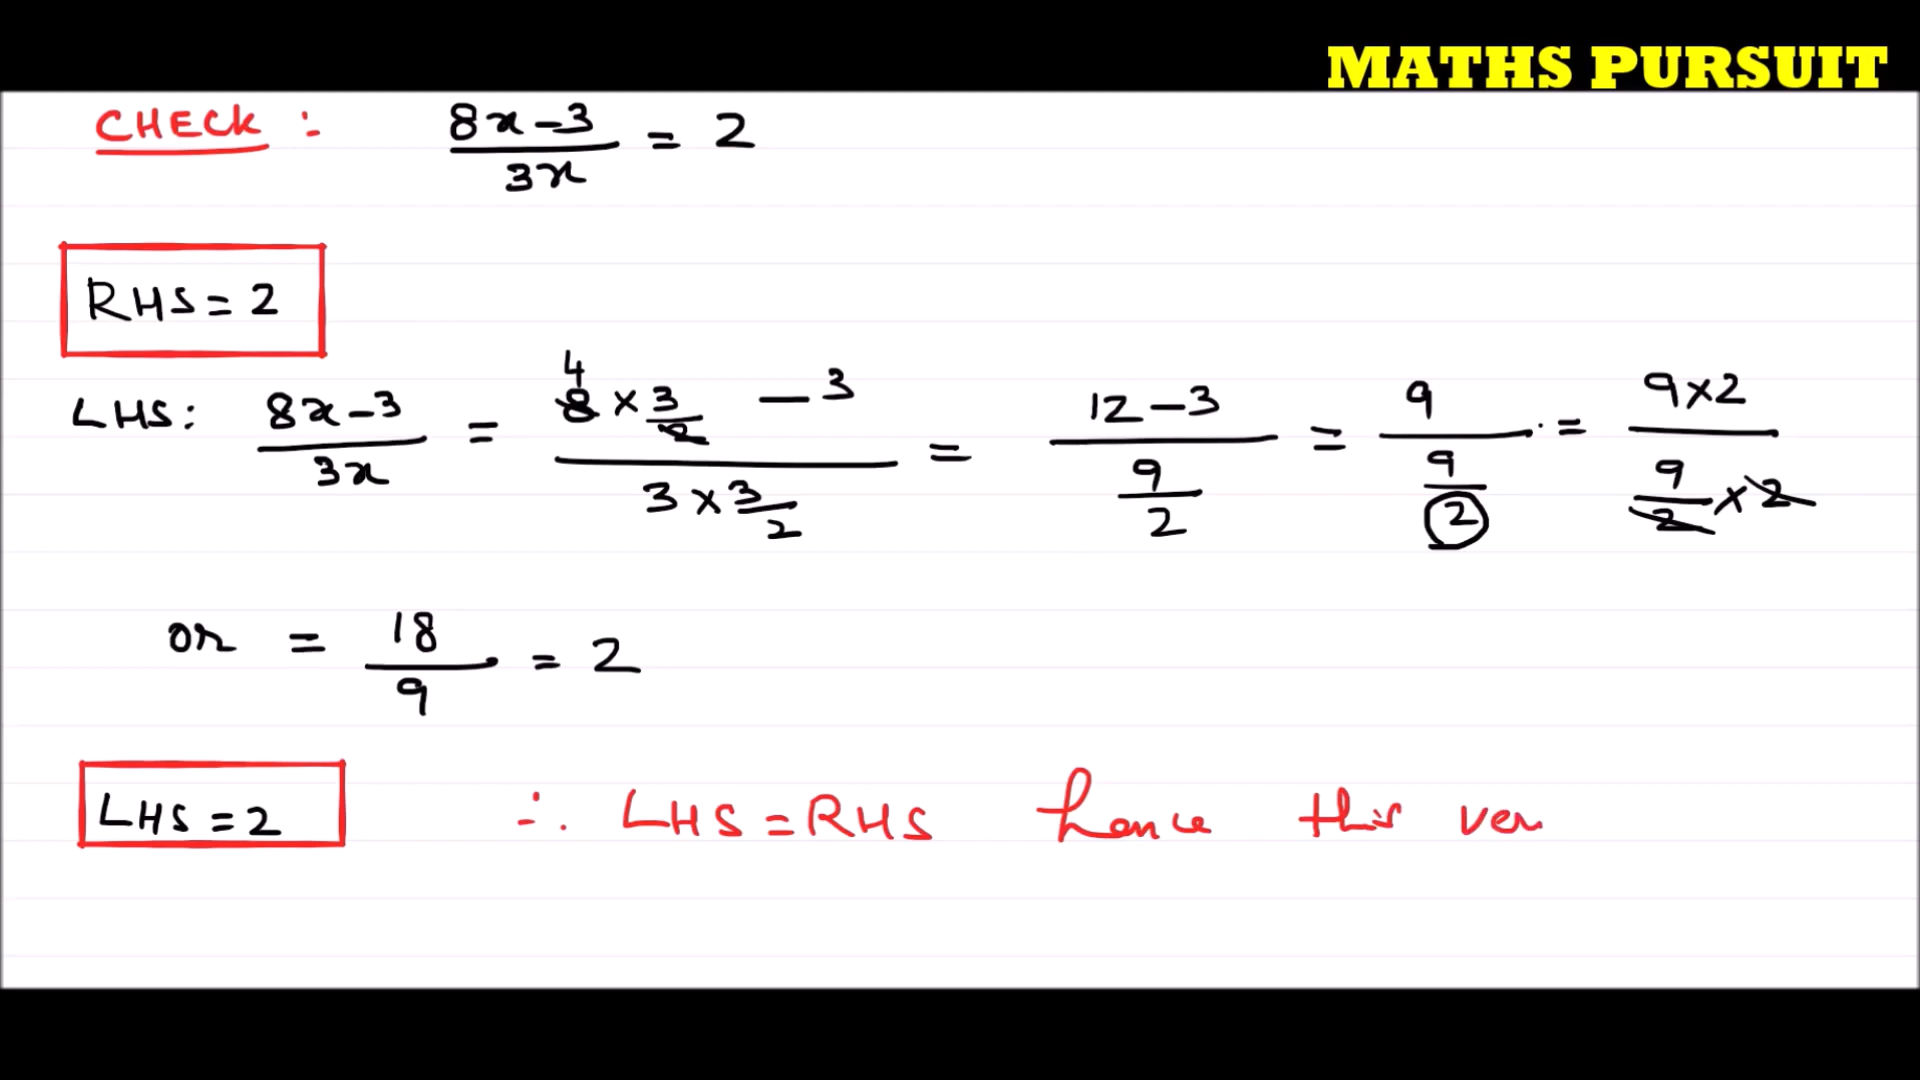 MATHS PURSUIT
CHECK : (8x-3)/(3x) = 2
RHS = 2
LHS: (8x-3)/(3x) = (8 4 × 3/2 - 3)/(3 × 3/2) = (12-3)/(9/2) = 9/(9/2) = (9×2)/(9/2 × 2)
or = 18/9 = 2
LHS = 2 ∴ LHS = RHS hence this ver